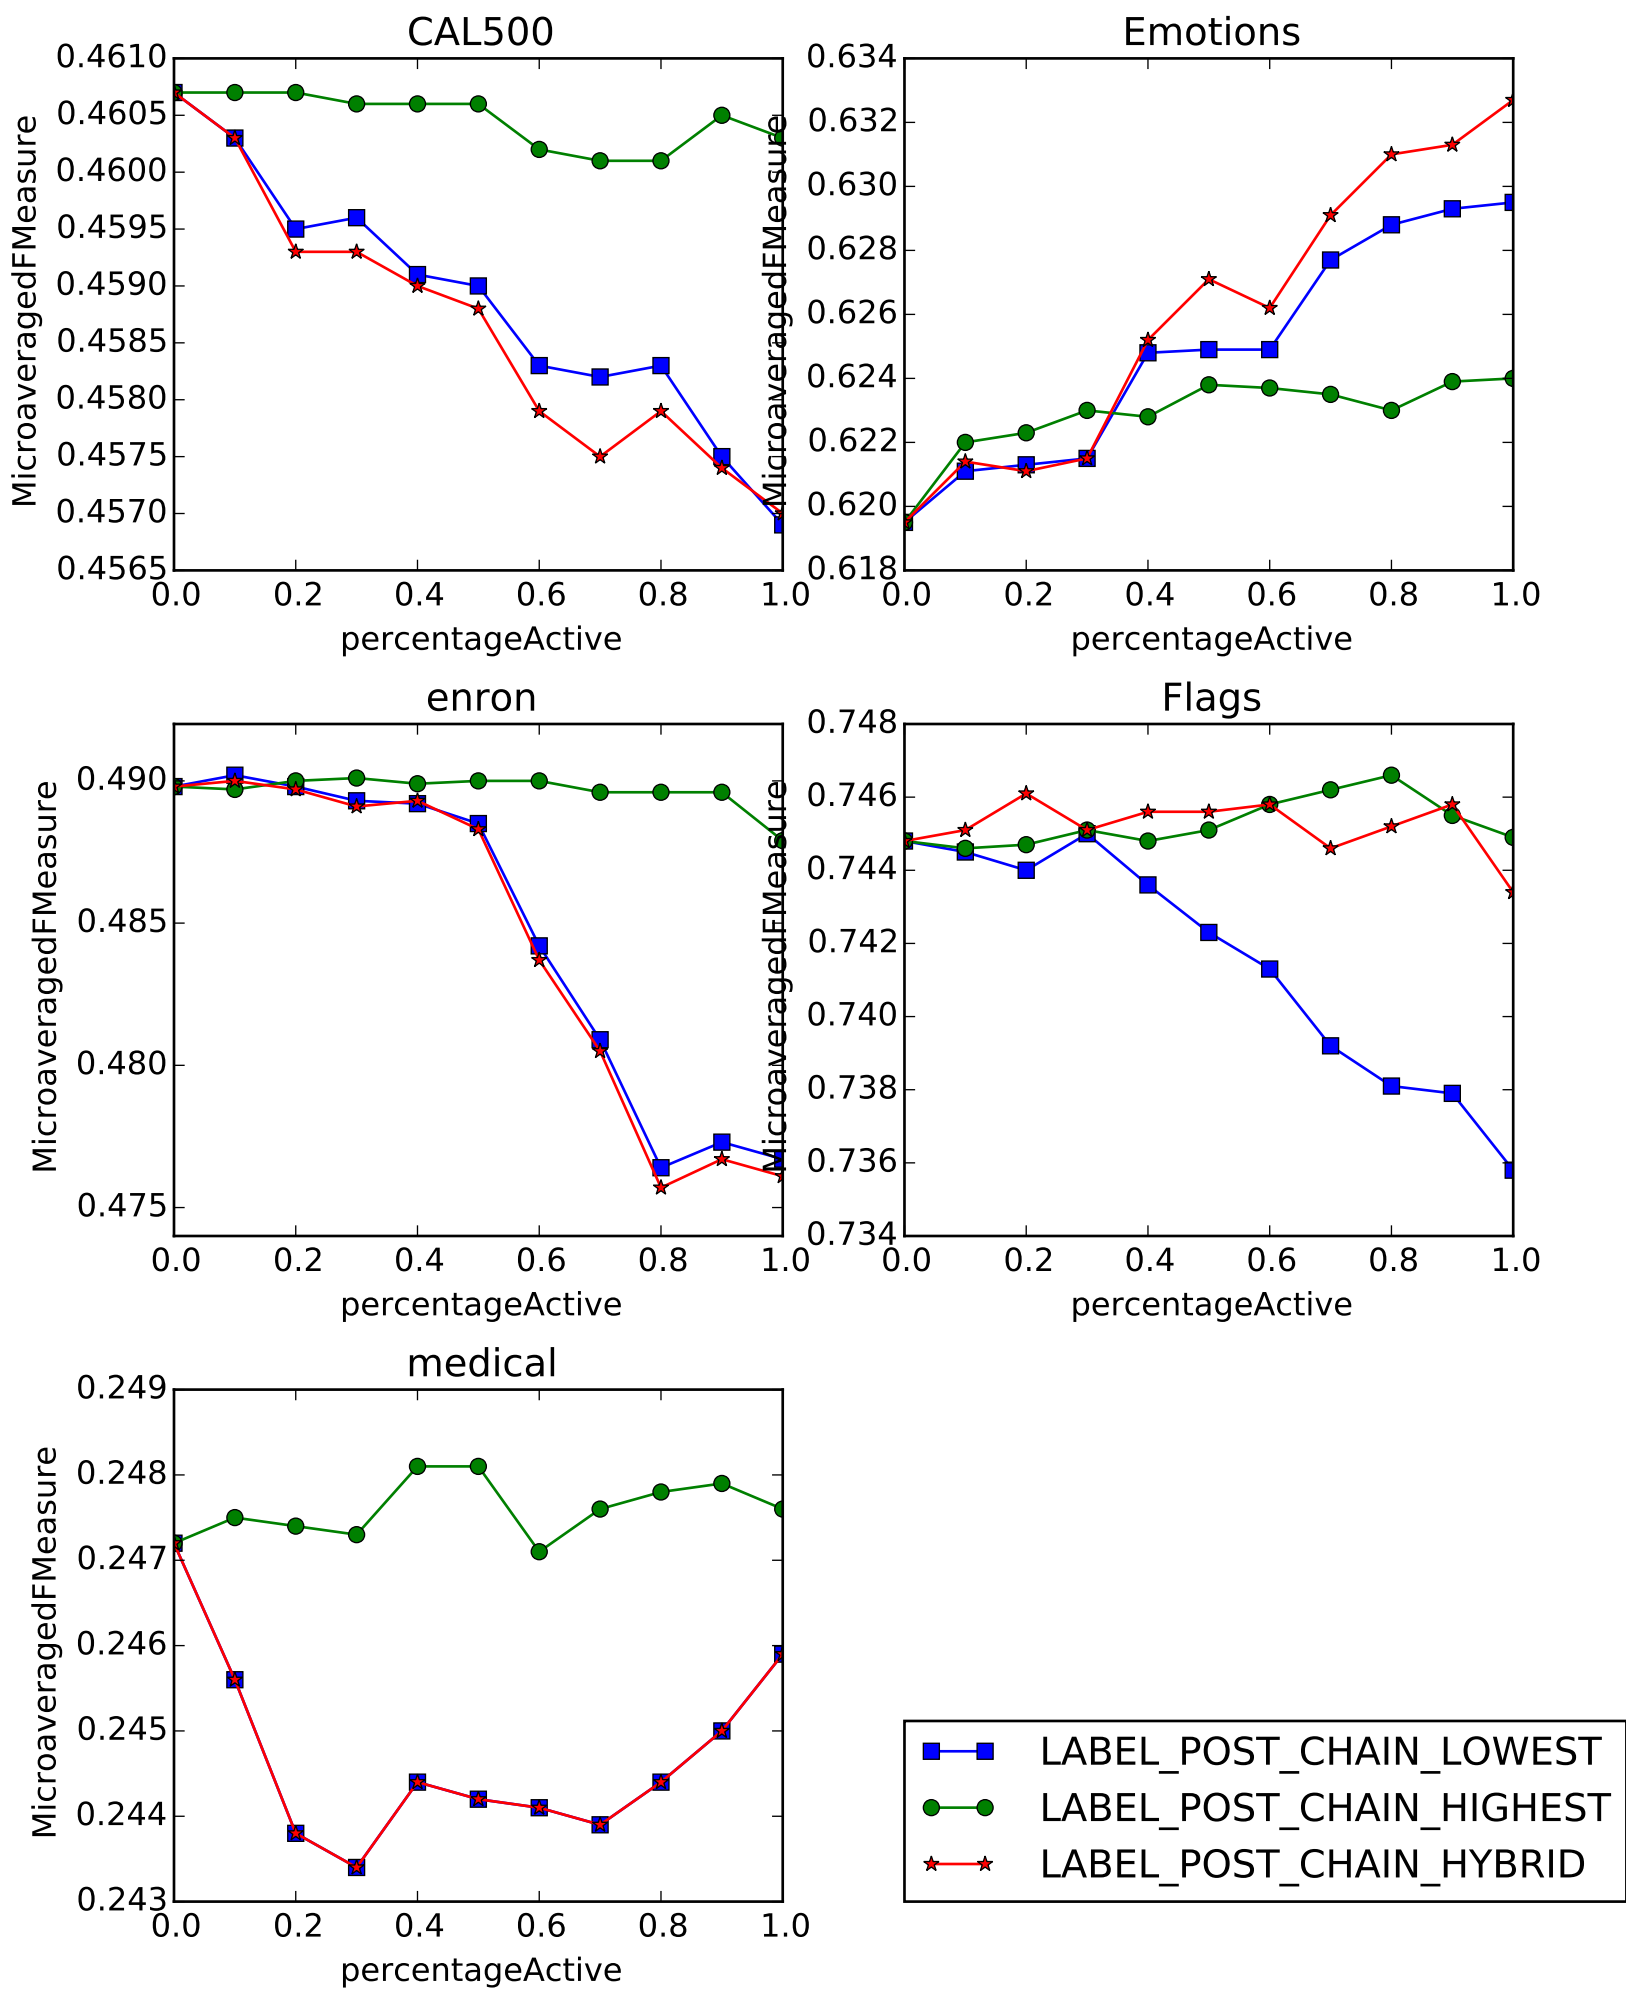 CAL500
0.4610
0.4605
0.4600
0.4595
0.4590
0.4585
0.4580
0.4575
0.4570
0.4565
MicroaveragedFMeasure
0.0 0.2 0.4 0.6 0.8 1.0
percentageActive
Emotions
0.634
0.632
0.630
0.628
0.626
0.624
0.622
0.620
0.618
MicroaveragedFMeasure
0.0 0.2 0.4 0.6 0.8 1.0
percentageActive
enron
0.490
0.485
0.480
0.475
MicroaveragedFMeasure
0.0 0.2 0.4 0.6 0.8 1.0
percentageActive
Flags
0.748
0.746
0.744
0.742
0.740
0.738
0.736
0.734
MicroaveragedFMeasure
0.0 0.2 0.4 0.6 0.8 1.0
percentageActive
medical
0.249
0.248
0.247
0.246
0.245
0.244
0.243
MicroaveragedFMeasure
0.0 0.2 0.4 0.6 0.8 1.0
percentageActive
LABEL_POST_CHAIN_LOWEST
LABEL_POST_CHAIN_HIGHEST
LABEL_POST_CHAIN_HYBRID